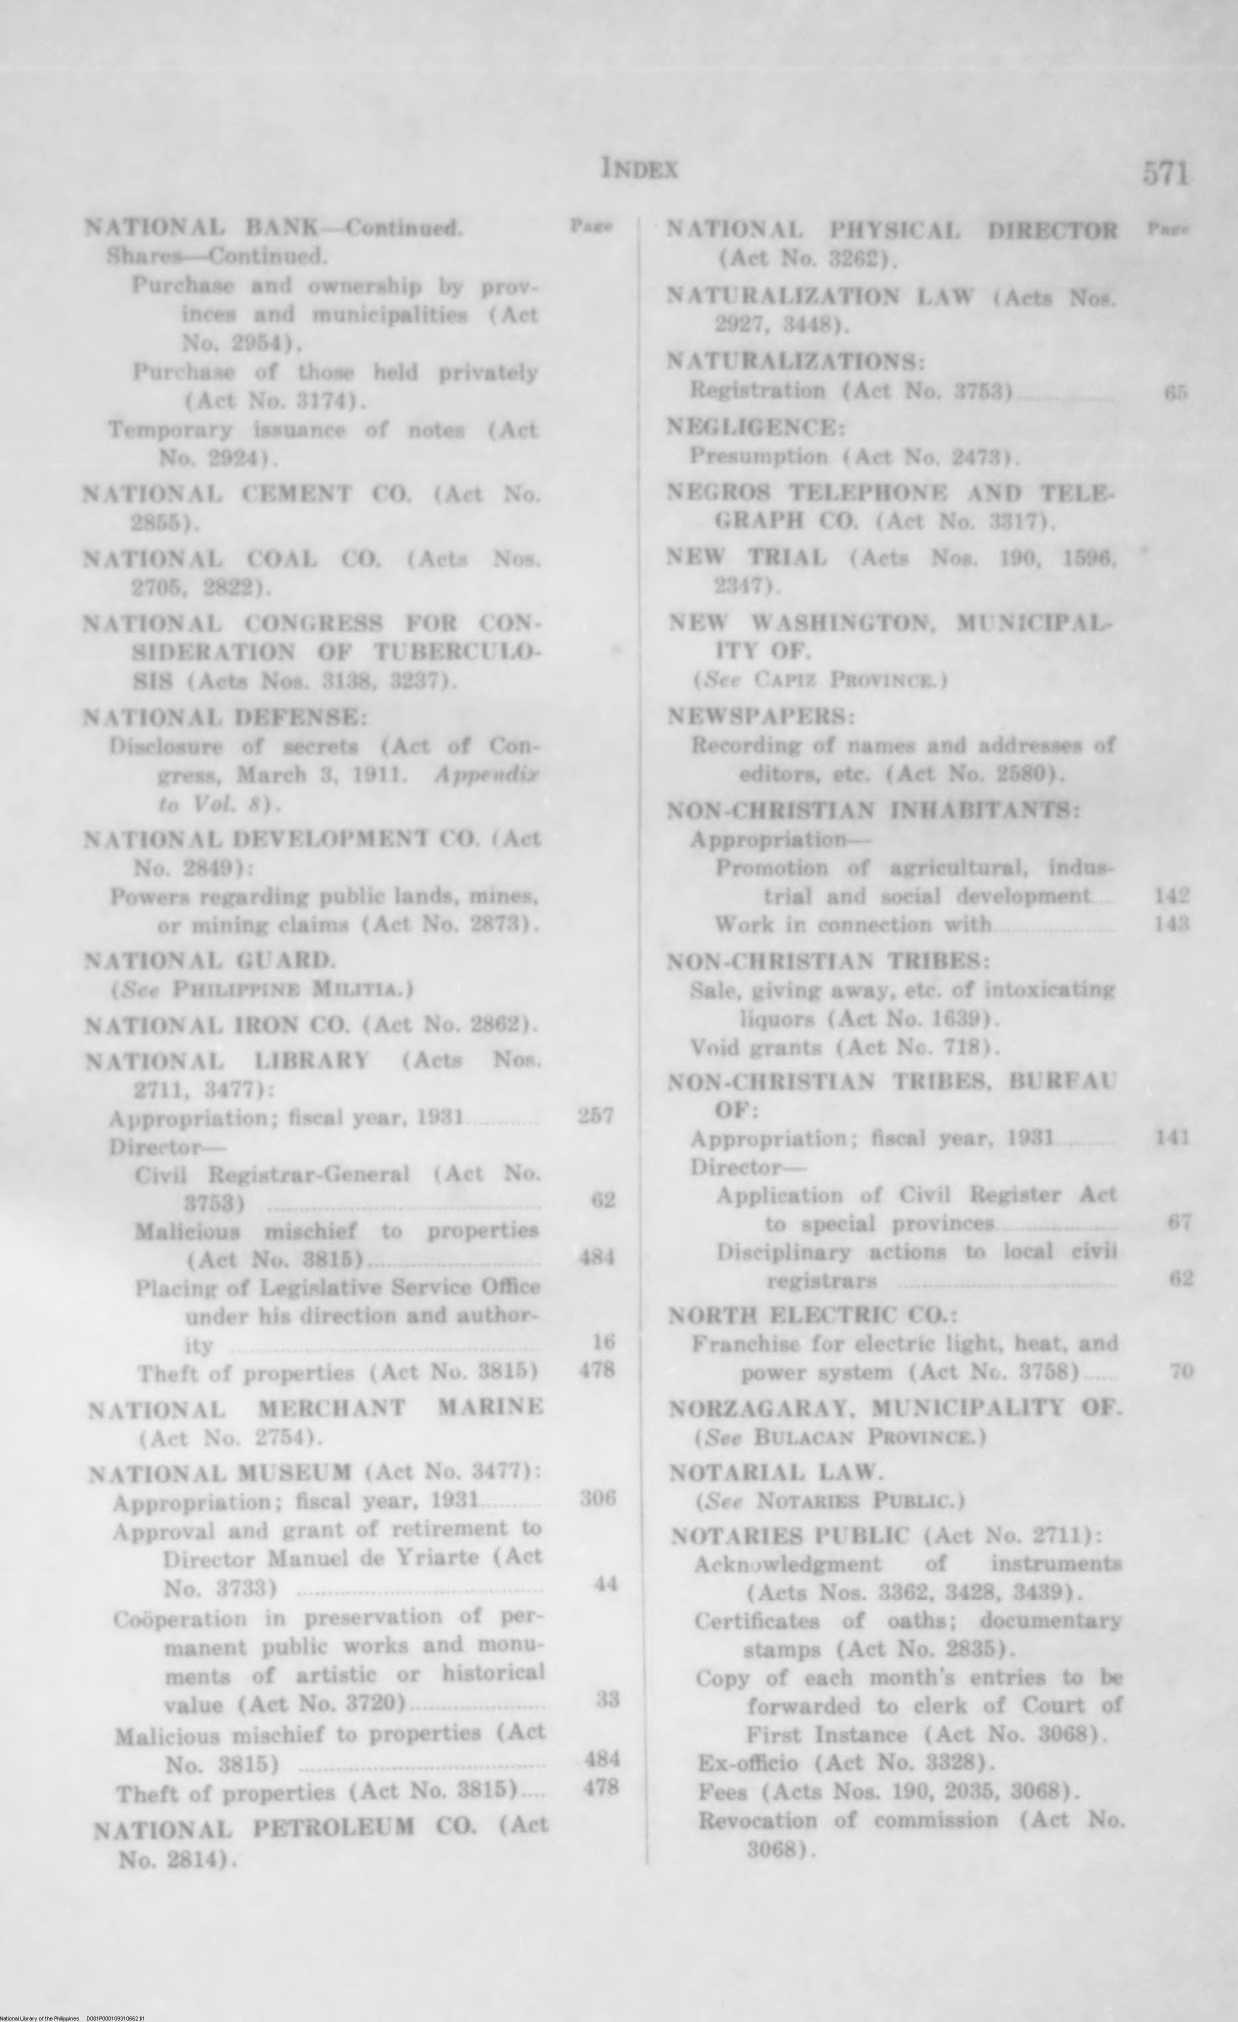 INDEX 571
NATIONAL BANK—Continued. Page
Shares—Continued.
Purchase and ownership by prov-
inces and municipalities (Act
No. 2954).
Purchase of those held privately
(Act No. 3174).
Temporary issuance of notes (Act
No. 2924).
NATIONAL CEMENT CO. (Act No.
2855).
NATIONAL COAL CO. (Acts Nos.
2705, 2822).
NATIONAL CONGRESS FOR CON-
SIDERATION OF TUBERCULO-
SIS (Acts Nos. 3138, 3237).
NATIONAL DEFENSE:
Disclosure of secrets (Act of Con-
gress, March 3, 1911. Appendix
to Vol. 8).
NATIONAL DEVELOPMENT CO. (Act
No. 2849):
Powers regarding public lands, mines,
or mining claims (Act No. 2873).
NATIONAL GUARD.
(See PHILIPPINE MILITIA.)
NATIONAL IRON CO. (Act No. 2862).
NATIONAL LIBRARY (Acts Nos.
2711, 3477):
Appropriation; fiscal year, 1931.......... 257
Director—
Civil Registrar-General (Act No.
3753) .......... 62
Malicious mischief to properties
(Act No. 3815).......... 484
Placing of Legislative Service Office
under his direction and author-
ity .......... 16
Theft of properties (Act No. 3815) 478
NATIONAL MERCHANT MARINE
(Act No. 2754).
NATIONAL MUSEUM (Act No. 3477):
Appropriation; fiscal year, 1931.......... 306
Approval and grant of retirement to
Director Manuel de Yriarte (Act
No. 3733) .......... 44
Coöperation in preservation of per-
manent public works and monu-
ments of artistic or historical
value (Act No. 3720).......... 33
Malicious mischief to properties (Act
No. 3815) .......... 484
Theft of properties (Act No. 3815).... 478
NATIONAL PETROLEUM CO. (Act
No. 2814).
NATIONAL PHYSICAL DIRECTOR Page
(Act No. 3262).
NATURALIZATION LAW (Acts Nos.
2927, 3448).
NATURALIZATIONS:
Registration (Act No. 3753).......... 65
NEGLIGENCE:
Presumption (Act No. 2473).
NEGROS TELEPHONE AND TELE-
GRAPH CO. (Act No. 3317).
NEW TRIAL (Acts Nos. 190, 1596,
2347).
NEW WASHINGTON, MUNICIPAL-
ITY OF.
(See CAPIZ PROVINCE.)
NEWSPAPERS:
Recording of names and addresses of
editors, etc. (Act No. 2580).
NON-CHRISTIAN INHABITANTS:
Appropriation—
Promotion of agricultural, indus-
trial and social development.... 142
Work in connection with.......... 143
NON-CHRISTIAN TRIBES:
Sale, giving away, etc. of intoxicating
liquors (Act No. 1639).
Void grants (Act No. 718).
NON-CHRISTIAN TRIBES, BUREAU
OF:
Appropriation; fiscal year, 1931.......... 141
Director—
Application of Civil Register Act
to special provinces.......... 67
Disciplinary actions to local civil
registrars .......... 62
NORTH ELECTRIC CO.:
Franchise for electric light, heat, and
power system (Act No. 3758)...... 70
NORZAGARAY, MUNICIPALITY OF.
(See BULACAN PROVINCE.)
NOTARIAL LAW.
(See NOTARIES PUBLIC.)
NOTARIES PUBLIC (Act No. 2711):
Acknowledgment of instruments
(Acts Nos. 3362, 3428, 3439).
Certificates of oaths; documentary
stamps (Act No. 2835).
Copy of each month's entries to be
forwarded to clerk of Court of
First Instance (Act No. 3068).
Ex-officio (Act No. 3328).
Fees (Acts Nos. 190, 2035, 3068).
Revocation of commission (Act No.
3068).
National Library of the Philippines